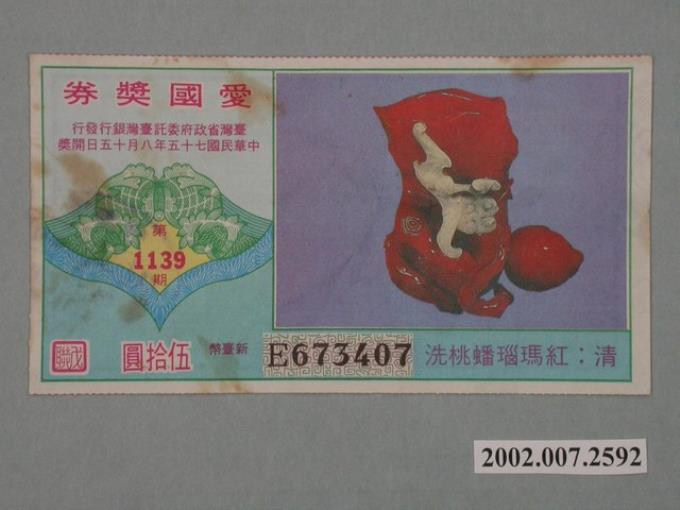 愛國獎券
臺灣省政府委託臺灣銀行發行
中華民國七十五年八月十五日開獎
第
1139
期
戊聯
新臺幣
伍拾圓
E673407
清：紅瑪瑙蟠桃洗
2002.007.2592